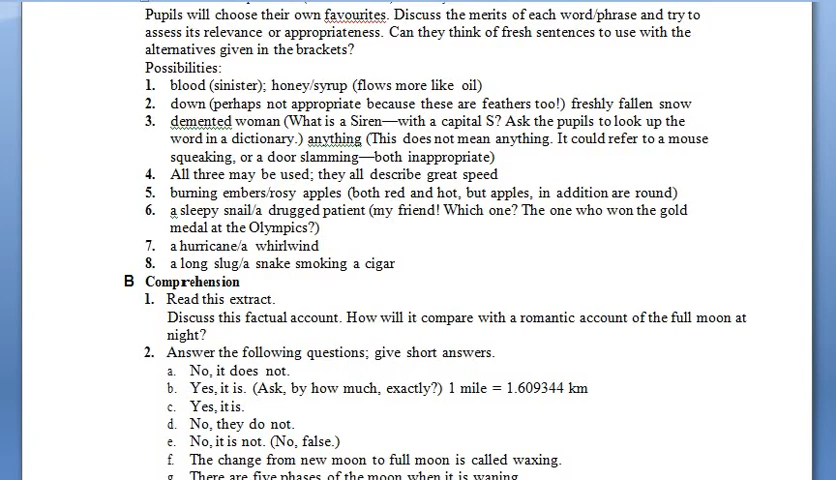 Pupils will choose their own favourites. Discuss the merits of each word/phrase and try to
assess its relevance or appropriateness. Can they think of fresh sentences to use with the
alternatives given in the brackets?
Possibilities:
1. blood (sinister); honey/syrup (flows more like oil)
2. down (perhaps not appropriate because these are feathers too!) freshly fallen snow
3. demented woman (What is a Siren—with a capital S? Ask the pupils to look up the
word in a dictionary.) anything (This does not mean anything. It could refer to a mouse
squeaking, or a door slamming—both inappropriate)
4. All three may be used; they all describe great speed
5. burning embers/rosy apples (both red and hot, but apples, in addition are round)
6. a sleepy snail/a drugged patient (my friend! Which one? The one who won the gold
medal at the Olympics?)
7. a hurricane/a whirlwind
8. a long slug/a snake smoking a cigar
B Comprehension
1. Read this extract.
Discuss this factual account. How will it compare with a romantic account of the full moon at
night?
2. Answer the following questions; give short answers.
a. No, it does not.
b. Yes, it is. (Ask, by how much, exactly?) 1 mile = 1.609344 km
c. Yes, it is.
d. No, they do not.
e. No, it is not. (No, false.)
f. The change from new moon to full moon is called waxing.
g. There are five phases of the moon when it is waning